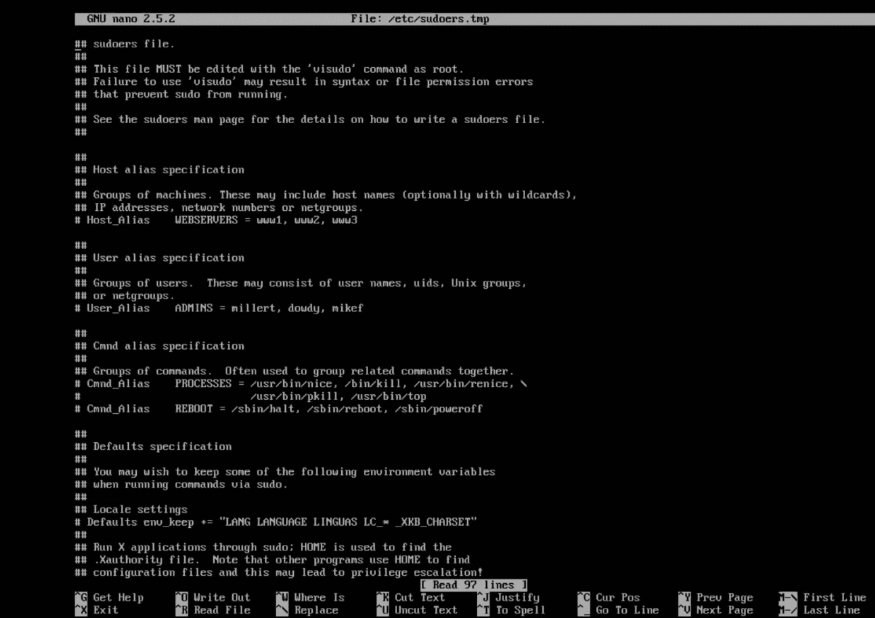 GNU nano 2.5.2 File: /etc/sudoers.tmp
## sudoers file.
##
## This file MUST be edited with the 'visudo' command as root.
## Failure to use 'visudo' may result in syntax or file permission errors
## that prevent sudo from running.
##
## See the sudoers man page for the details on how to write a sudoers file.
##
##
## Host alias specification
##
## Groups of machines. These may include host names (optionally with wildcards),
## IP addresses, network numbers or netgroups.
# Host_Alias WEBSERVERS = www1, www2, www3
##
## User alias specification
##
## Groups of users. These may consist of user names, uids, Unix groups,
## or netgroups.
# User_Alias ADMINS = millert, dowdy, mikef
##
## Cmnd alias specification
##
## Groups of commands. Often used to group related commands together.
# Cmnd_Alias PROCESSES = /usr/bin/nice, /bin/kill, /usr/bin/renice, \
# /usr/bin/pkill, /usr/bin/top
# Cmnd_Alias REBOOT = /sbin/halt, /sbin/reboot, /sbin/poweroff
##
## Defaults specification
##
## You may wish to keep some of the following environment variables
## when running commands via sudo.
##
## Locale settings
# Defaults env_keep += "LANG LANGUAGE LINGUAS LC_* _XKB_CHARSET"
##
## Run X applications through sudo; HOME is used to find the
## .Xauthority file. Note that other programs use HOME to find
## configuration files and this may lead to privilege escalation!
[ Read 97 lines ]
^G Get Help ^O Write Out ^W Where Is ^K Cut Text ^J Justify ^C Cur Pos ^Y Prev Page M-\ First Line
^X Exit ^R Read File ^\ Replace ^U Uncut Text ^T To Spell ^_ Go To Line ^V Next Page M-/ Last Line